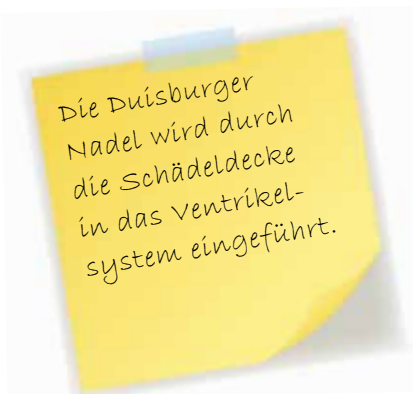 Die Duisburger
Nadel wird durch
die Schädeldecke
in das Ventrikel-
system eingeführt.